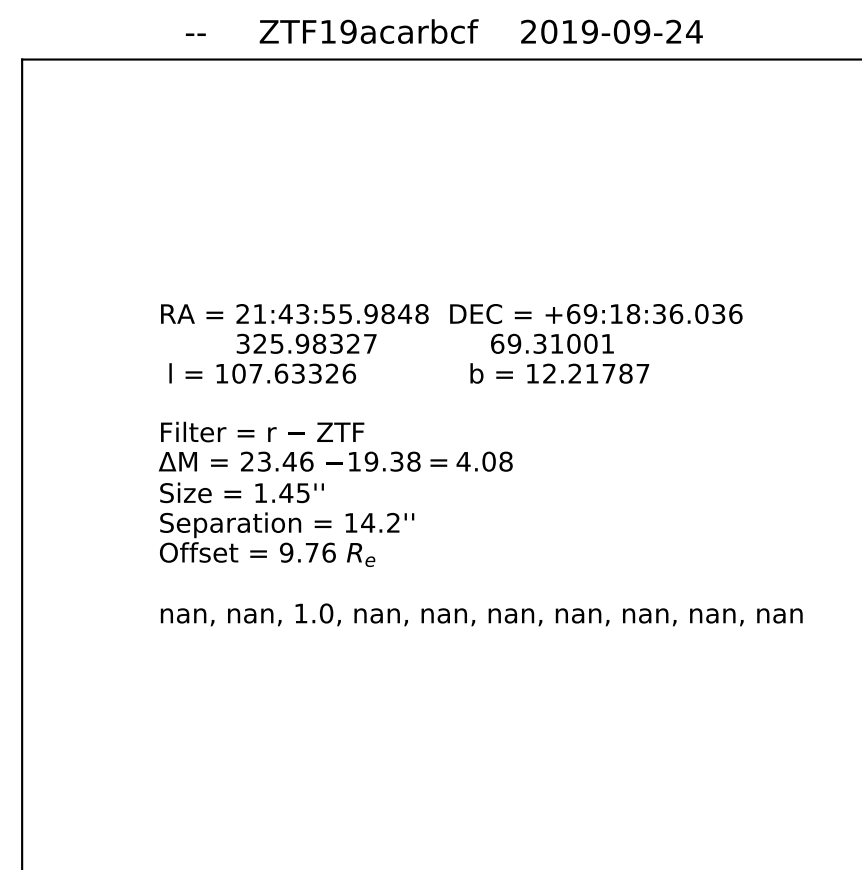 -- ZTF19acarbcf 2019-09-24
RA = 21:43:55.9848 DEC = +69:18:36.036
325.98327 69.31001
l = 107.63326 b = 12.21787
Filter = r − ZTF
ΔM = 23.46 −19.38 = 4.08
Size = 1.45''
Separation = 14.2''
Offset = 9.76 Re
nan, nan, 1.0, nan, nan, nan, nan, nan, nan, nan